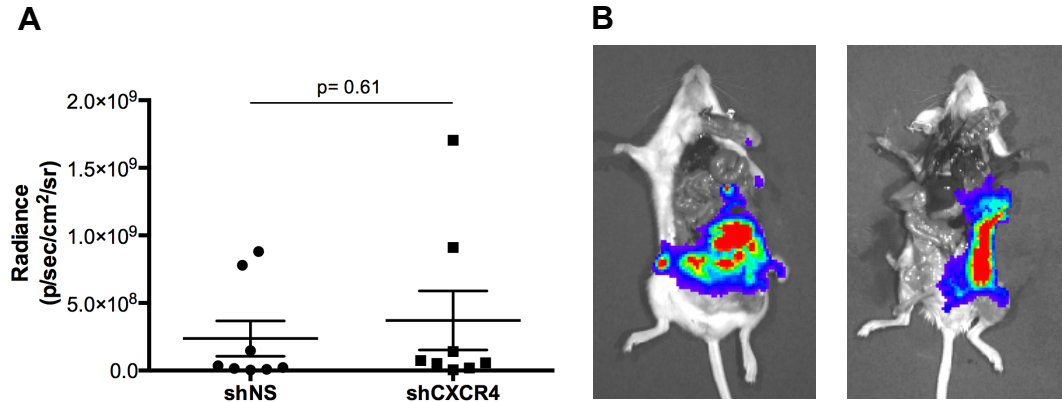 A
B
p= 0.61
Radiance
(p/sec/cm²/sr)
2.0×10⁹
1.5×10⁹
1.0×10⁹
5.0×10⁸
0.0
shNS
shCXCR4